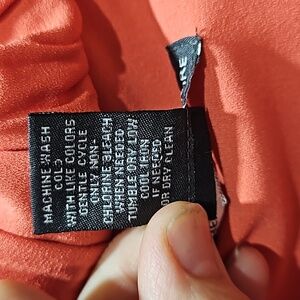 MACHINE WASH
COLD
WITH COLORS
GENTLE CYCLE
ONLY NON-
CHLORINE BLEACH
WHEN NEEDED
TUMBLE DRY LOW
COOL IRON
IF NEEDED
OR DRY CLEAN